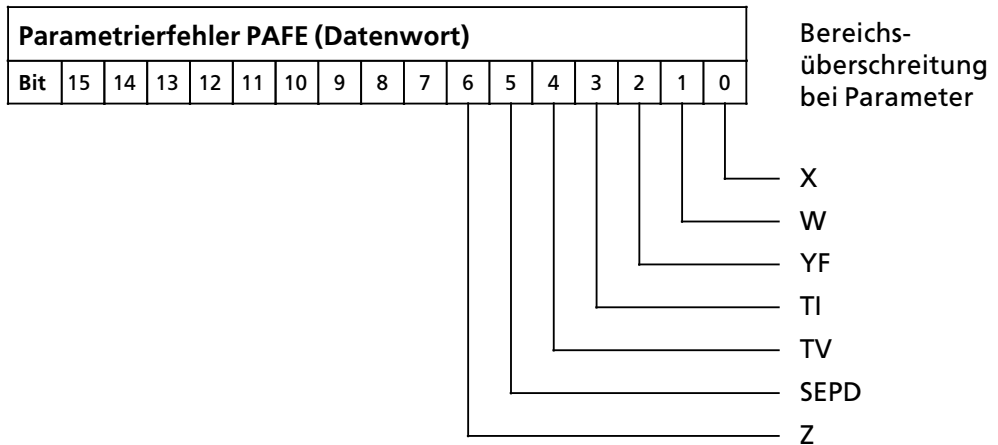 Parametrierfehler PAFE (Datenwort)
Bit 15 14 13 12 11 10 9 8 7 6 5 4 3 2 1 0
Bereichs-
überschreitung
bei Parameter
X
W
YF
TI
TV
SEPD
Z